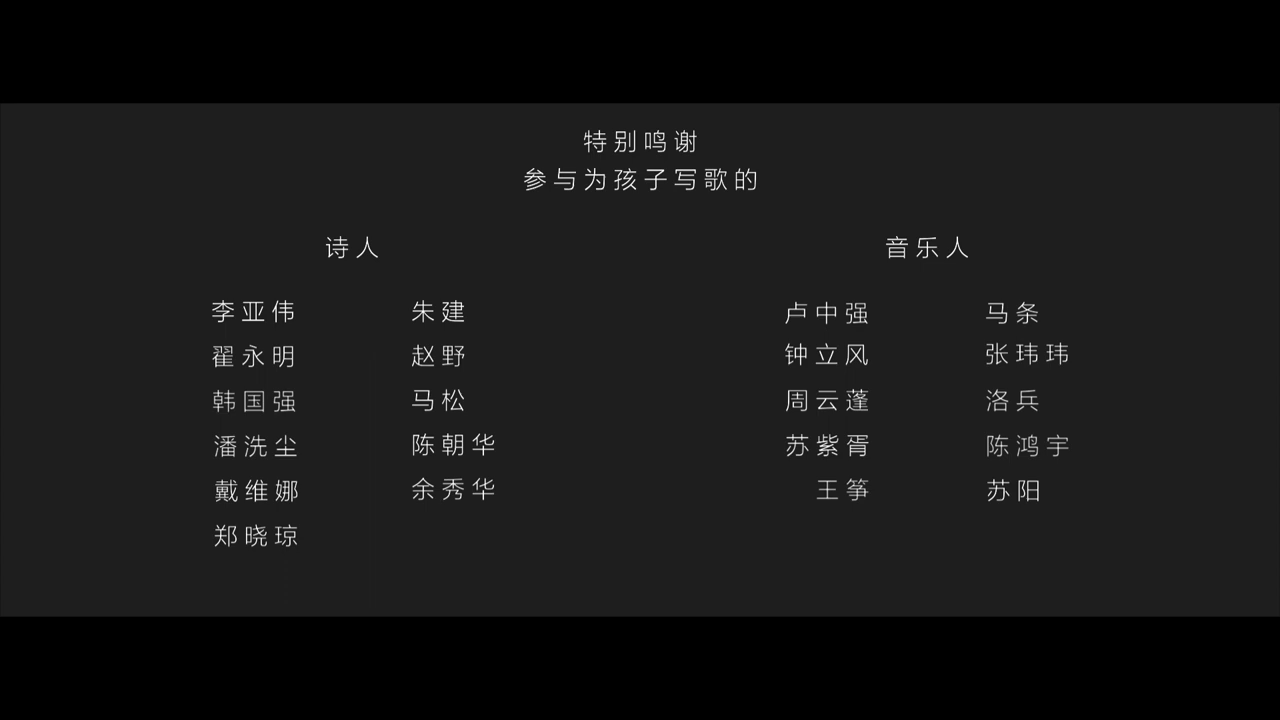 特别鸣谢
参与为孩子写歌的
诗人
李亚伟 朱建
翟永明 赵野
韩国强 马松
潘洗尘 陈朝华
戴维娜 余秀华
郑晓琼
音乐人
卢中强 马条
钟立风 张玮玮
周云蓬 洛兵
苏紫胥 陈鸿宇
王筝 苏阳